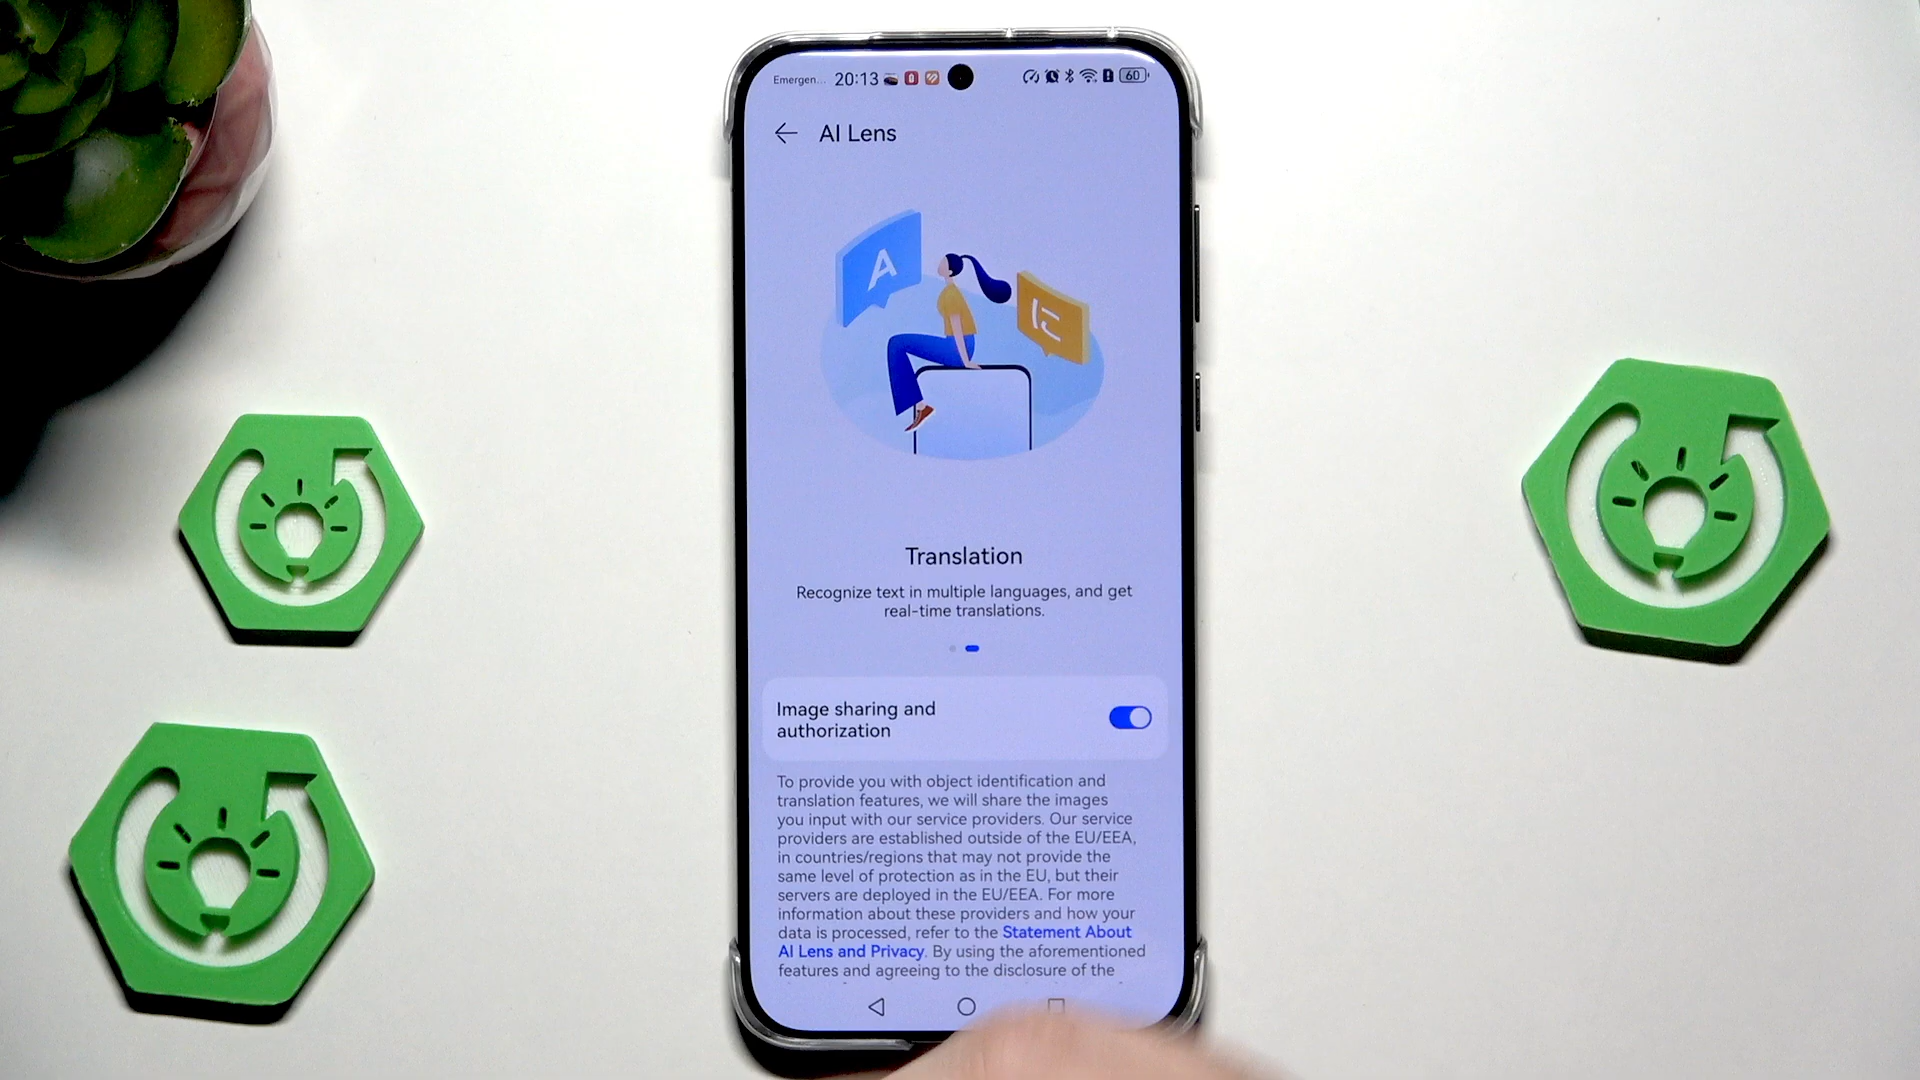 Emergen... 20:13 60
AI Lens
A
Translation
Recognize text in multiple languages, and get
real-time translations.
Image sharing and
authorization
To provide you with object identification and
translation features, we will share the images
you input with our service providers. Our service
providers are established outside of the EU/EEA,
in countries/regions that may not provide the
same level of protection as in the EU, but their
servers are deployed in the EU/EEA. For more
information about these providers and how your
data is processed, refer to the Statement About
AI Lens and Privacy. By using the aforementioned
features and agreeing to the disclosure of the